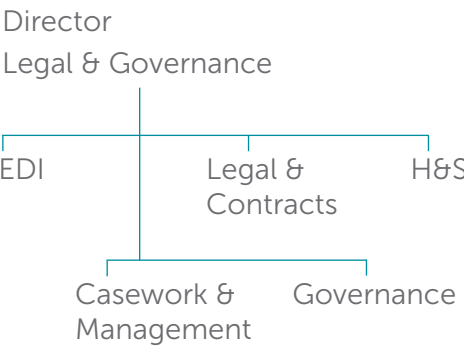 Director
Legal & Governance
EDI
Legal &
Contracts
H&S
Casework &
Management
Governance